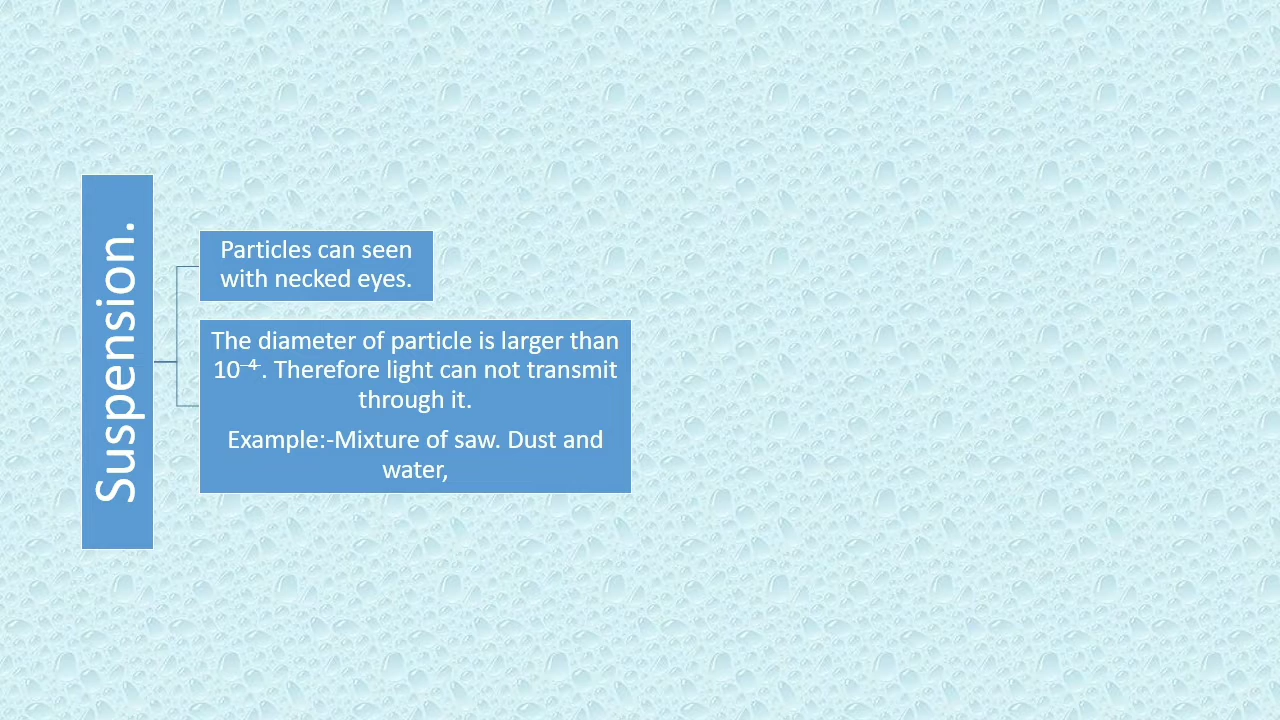 Suspension.
Particles can seen
with necked eyes.
The diameter of particle is larger than
10⁻⁴. Therefore light can not transmit
through it.
Example:-Mixture of saw. Dust and
water,